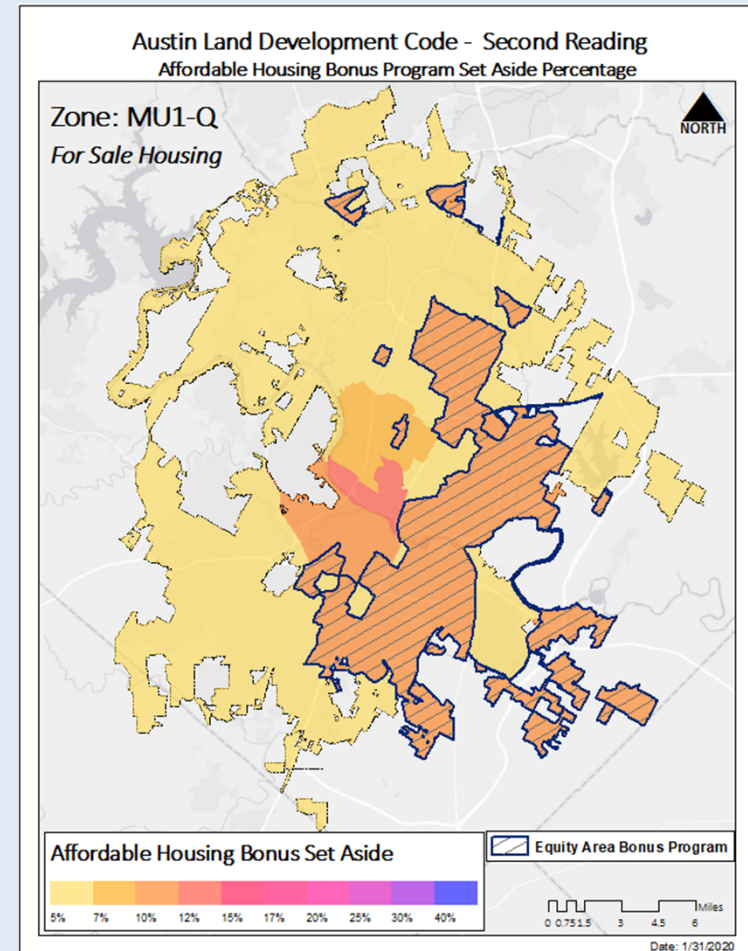 Austin Land Development Code - Second Reading
Affordable Housing Bonus Program Set Aside Percentage
Zone: MU1-Q
For Sale Housing
NORTH
Affordable Housing Bonus Set Aside
5% 7% 10% 12% 15% 17% 20% 25% 30% 40%
Equity Area Bonus Program
Miles
0 0.751.5 3 4.5 6
Date: 1/31/2020